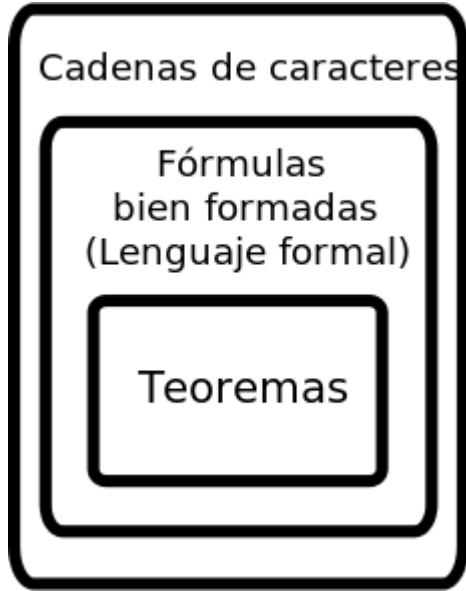 Cadenas de caracteres
Fórmulas
bien formadas
(Lenguaje formal)
Teoremas